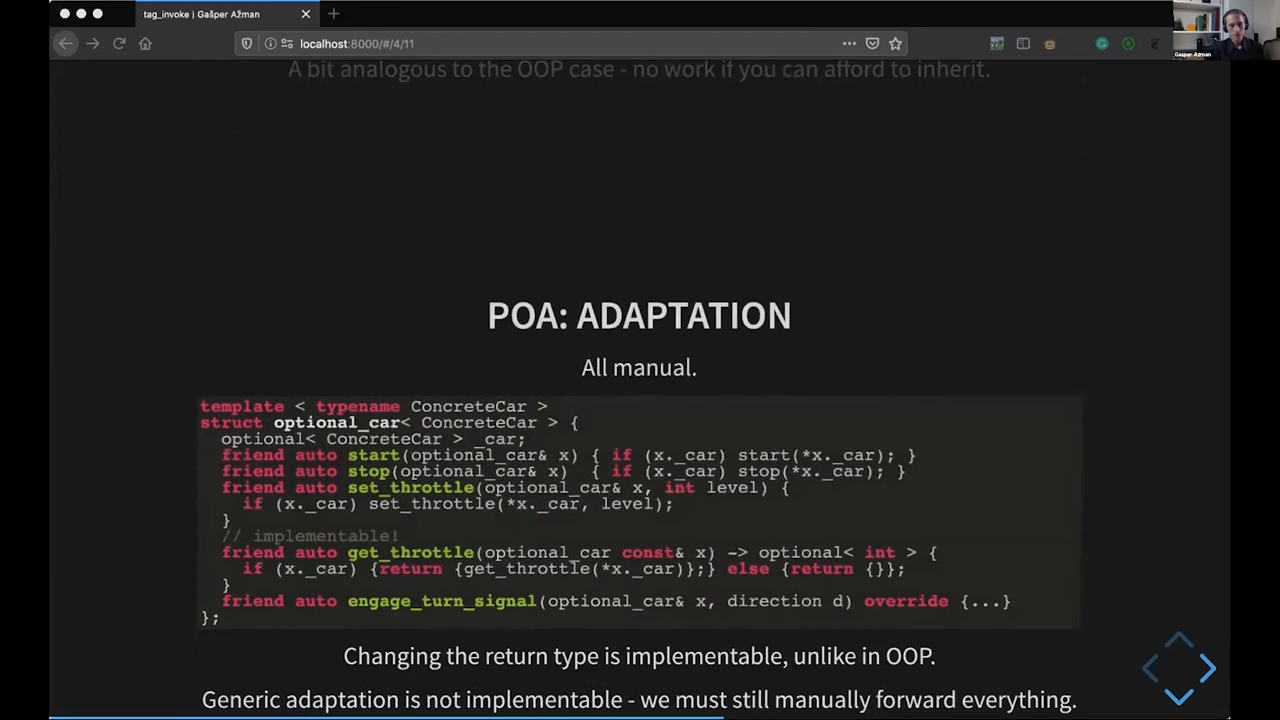 tag_invoke | Gašper Ažman
localhost:8000/#/4/11
Gašper Ažman
A bit analogous to the OOP case - no work if you can afford to inherit.
POA: ADAPTATION
All manual.
template < typename ConcreteCar >
struct optional_car< ConcreteCar > {
  optional< ConcreteCar > _car;
  friend auto start(optional_car& x) { if (x._car) start(*x._car); }
  friend auto stop(optional_car& x)  { if (x._car) stop(*x._car); }
  friend auto set_throttle(optional_car& x, int level) {
    if (x._car) set_throttle(*x._car, level);
  }
  // implementable!
  friend auto get_throttle(optional_car const& x) -> optional< int > {
    if (x._car) {return {get_throttle(*x._car)};} else {return {}};
  }
  friend auto engage_turn_signal(optional_car& x, direction d) override {...}
};
Changing the return type is implementable, unlike in OOP.
Generic adaptation is not implementable - we must still manually forward everything.